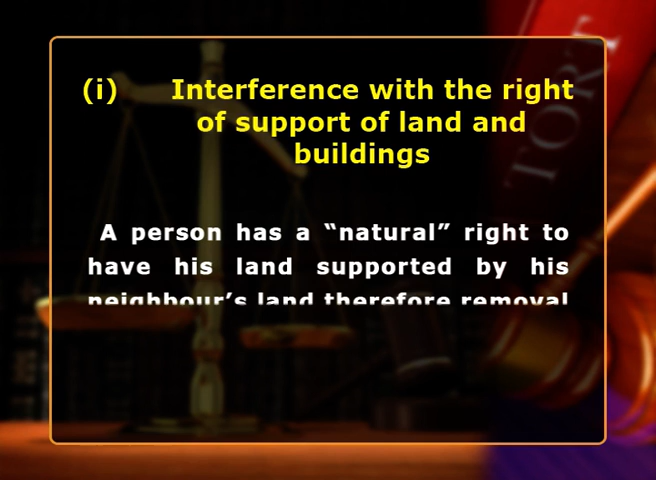 (i) Interference with the right
of support of land and
buildings
A person has a “natural” right to
have his land supported by his
neighbour’s land therefore removal
TORT